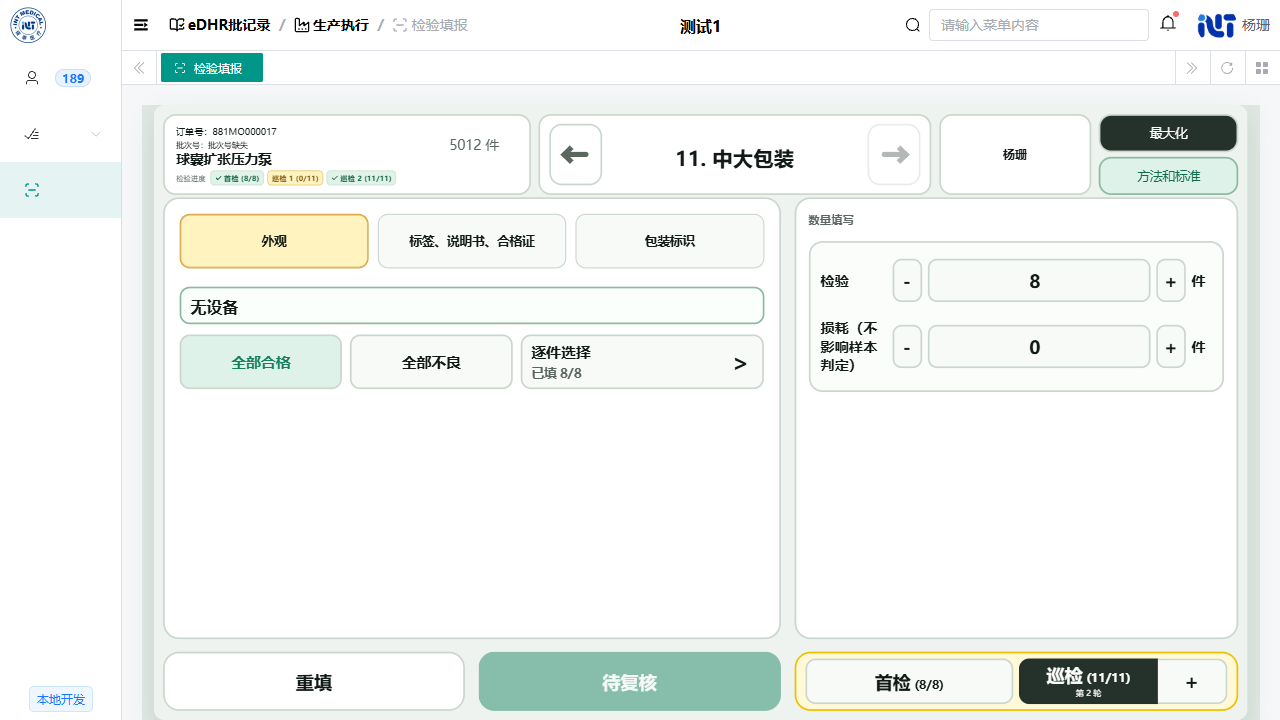 eDHR批记录 / 生产执行 / 检验填报
测试1
请输入菜单内容
杨珊
189
检验填报
订单号：881MO000017
批次号：批次号缺失
球囊扩张压力泵
5012 件
检验进度 ✓ 首检 (8/8) 巡检 1 (0/11) ✓ 巡检 2 (11/11)
11. 中大包装
杨珊
最大化
方法和标准
外观
标签、说明书、合格证
包装标识
无设备
全部合格
全部不良
逐件选择
已填 8/8
>
数量填写
检验 - 8 + 件
损耗（不影响样本判定） - 0 + 件
重填
待复核
首检 (8/8)
巡检 (11/11)
第 2 轮
+
本地开发